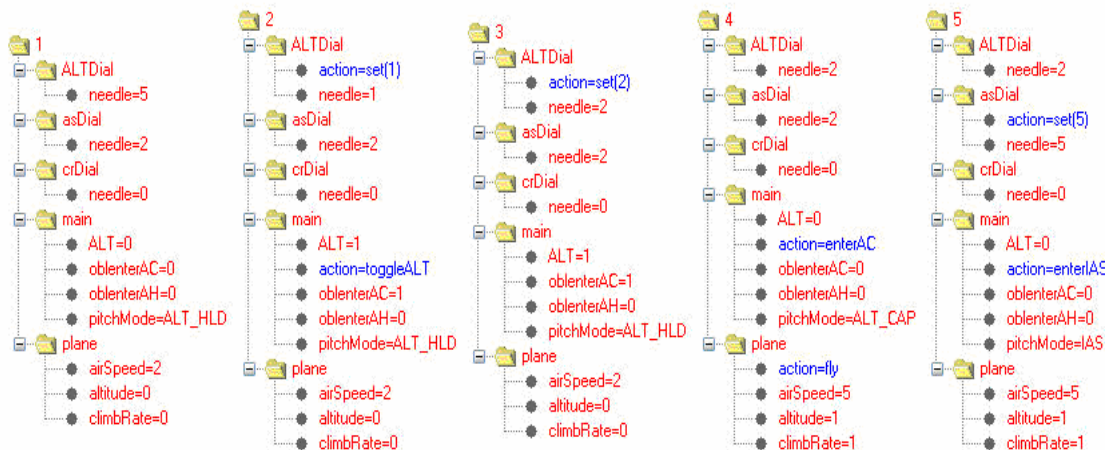 1
ALTDial
needle=5
asDial
needle=2
crDial
needle=0
main
ALT=0
oblenterAC=0
oblenterAH=0
pitchMode=ALT_HLD
plane
airSpeed=2
altitude=0
climbRate=0
2
ALTDial
action=set(1)
needle=1
asDial
needle=2
crDial
needle=0
main
ALT=1
action=toggleALT
oblenterAC=1
oblenterAH=0
pitchMode=ALT_HLD
plane
airSpeed=2
altitude=0
climbRate=0
3
ALTDial
action=set(2)
needle=2
asDial
needle=2
crDial
needle=0
main
ALT=1
oblenterAC=1
oblenterAH=0
pitchMode=ALT_HLD
plane
airSpeed=2
altitude=0
climbRate=0
4
ALTDial
needle=2
asDial
needle=2
crDial
needle=0
main
ALT=0
action=enterAC
oblenterAC=0
oblenterAH=0
pitchMode=ALT_CAP
plane
action=fly
airSpeed=5
altitude=1
climbRate=1
5
ALTDial
needle=2
asDial
action=set(5)
needle=5
crDial
needle=0
main
ALT=0
action=enterIAS
oblenterAC=0
oblenterAH=0
pitchMode=IAS
plane
airSpeed=5
altitude=1
climbRate=1